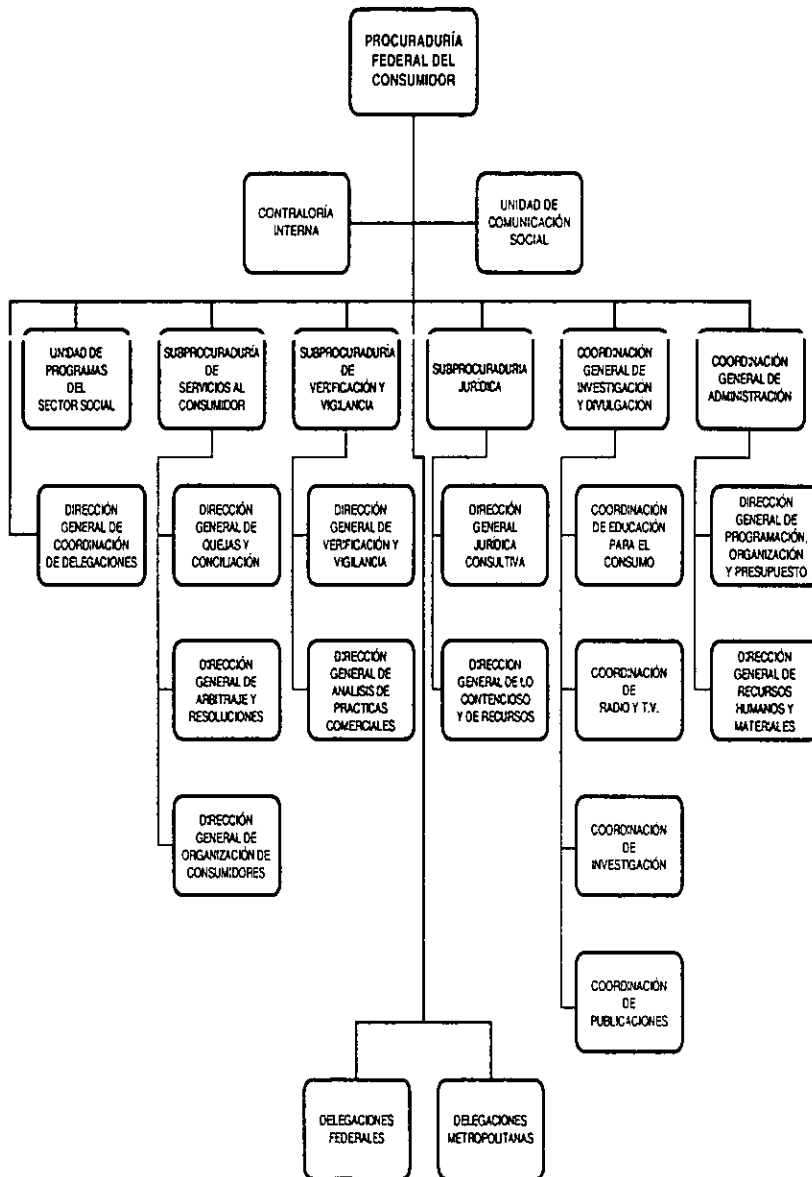 PROCURADURÍA
FEDERAL DEL
CONSUMIDOR
CONTRALORÍA
INTERNA
UNIDAD DE
COMUNICACIÓN
SOCIAL
UNIDAD DE
PROGRAMAS
DEL
SECTOR SOCIAL
SUBPROCURADURÍA
DE
SERVICIOS AL
CONSUMIDOR
SUBPROCURADURÍA
DE
VERIFICACIÓN Y
VIGILANCIA
SUBPROCURADURIA
JURÍDICA
COORDINACIÓN
GENERAL DE
INVESTIGACIÓN
Y DIVULGACIÓN
COORDINACIÓN
GENERAL DE
ADMINISTRACIÓN
DIRECCIÓN
GENERAL DE
COORDINACIÓN
DE DELEGACIONES
DIRECCIÓN
GENERAL DE
QUEJAS Y
CONCILIACIÓN
DIRECCIÓN
GENERAL DE
VERIFICACIÓN Y
VIGILANCIA
DIRECCIÓN
GENERAL
JURÍDICA
CONSULTIVA
COORDINACIÓN
DE EDUCACIÓN
PARA EL
CONSUMO
DIRECCIÓN
GENERAL DE
PROGRAMACIÓN,
ORGANIZACIÓN
Y PRESUPUESTO
DIRECCIÓN
GENERAL DE
ARBITRAJE Y
RESOLUCIONES
DIRECCIÓN
GENERAL DE
ANALISIS DE
PRACTICAS
COMERCIALES
DIRECCION
GENERAL DE LO
CONTENCIOSO
Y DE RECURSOS
COORDINACIÓN
DE
RADIO Y T.V.
DIRECCIÓN
GENERAL DE
RECURSOS
HUMANOS Y
MATERIALES
DIRECCIÓN
GENERAL DE
ORGANIZACIÓN DE
CONSUMIDORES
COORDINACIÓN
DE
INVESTIGACIÓN
COORDINACIÓN
DE
PUBLICACIONES
DELEGACIONES
FEDERALES
DELEGACIONES
METROPOLITANAS